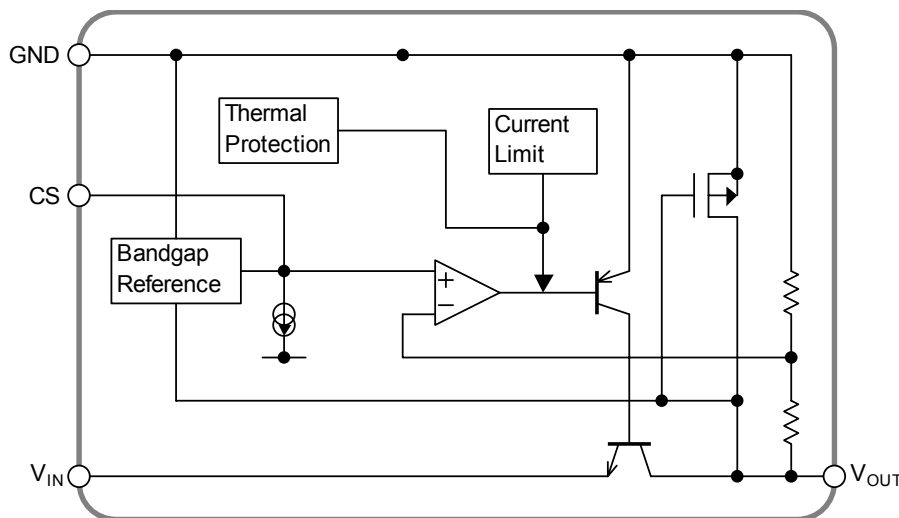 GND
Thermal
Protection
Current
Limit
CS
Bandgap
Reference
+
−
VIN
VOUT